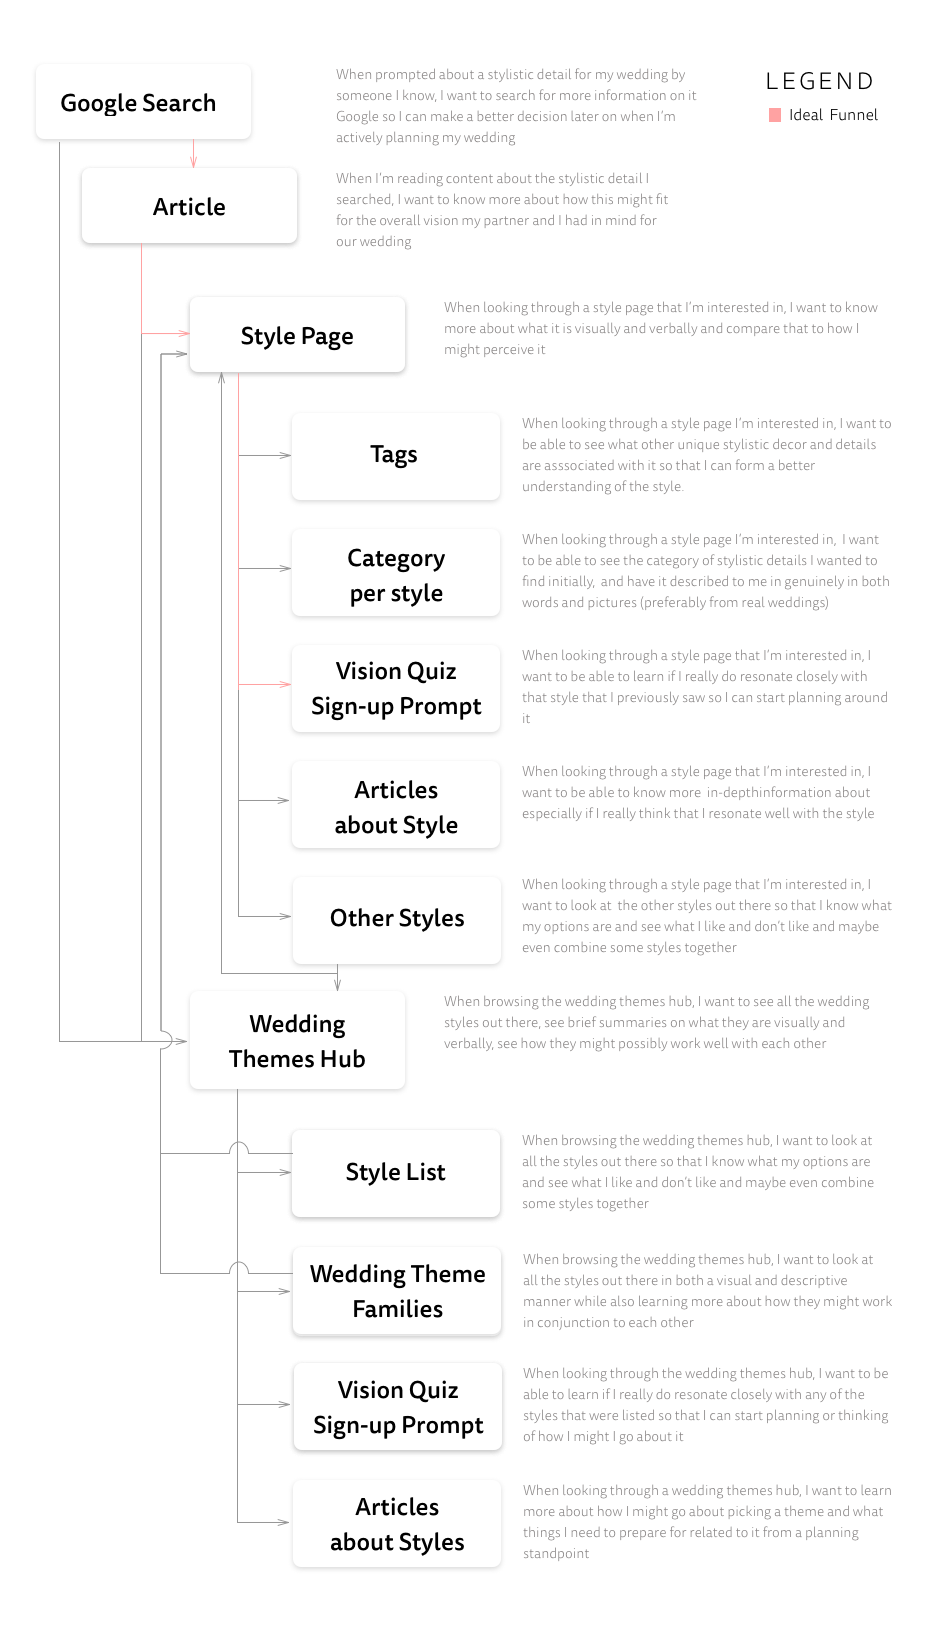 Google Search
When prompted about a stylistic detail for my wedding by
someone I know, I want to search for more information on it
Google so I can make a better decision later on when I'm
actively planning my wedding
LEGEND
Ideal Funnel
Article
When I'm reading content about the stylistic detail I
searched, I want to know more about how this might fit
for the overall vision my partner and I had in mind for
our wedding
Style Page
When looking through a style page that I'm interested in, I want to know
more about what it is visually and verbally and compare that to how I
might perceive it
Tags
When looking through a style page I'm interested in, I want to
be able to see what other unique stylistic decor and details
are asssociated with it so that I can form a better
understanding of the style.
Category
per style
When looking through a style page I'm interested in, I want
to be able to see the category of stylistic details I wanted to
find initially, and have it described to me in genuinely in both
words and pictures (preferably from real weddings)
Vision Quiz
Sign-up Prompt
When looking through a style page that I'm interested in, I
want to be able to learn if I really do resonate closely with
that style that I previously saw so I can start planning around
it
Articles
about Style
When looking through a style page that I'm interested in, I
want to be able to know more in-depthinformation about
especially if I really think that I resonate well with the style
Other Styles
When looking through a style page that I'm interested in, I
want to look at the other styles out there so that I know what
my options are and see what I like and don't like and maybe
even combine some styles together
Wedding
Themes Hub
When browsing the wedding themes hub, I want to see all the wedding
styles out there, see brief summaries on what they are visually and
verbally, see how they might possibly work well with each other
Style List
When browsing the wedding themes hub, I want to look at
all the styles out there so that I know what my options are
and see what I like and don't like and maybe even combine
some styles together
Wedding Theme
Families
When browsing the wedding themes hub, I want to look at
all the styles out there in both a visual and descriptive
manner while also learning more about how they might work
in conjunction to each other
Vision Quiz
Sign-up Prompt
When looking through the wedding themes hub, I want to be
able to learn if I really do resonate closely with any of the
styles that were listed so that I can start planning or thinking
of how I might I go about it
Articles
about Styles
When looking through a wedding themes hub, I want to learn
more about how I might go about picking a theme and what
things I need to prepare for related to it from a planning
standpoint